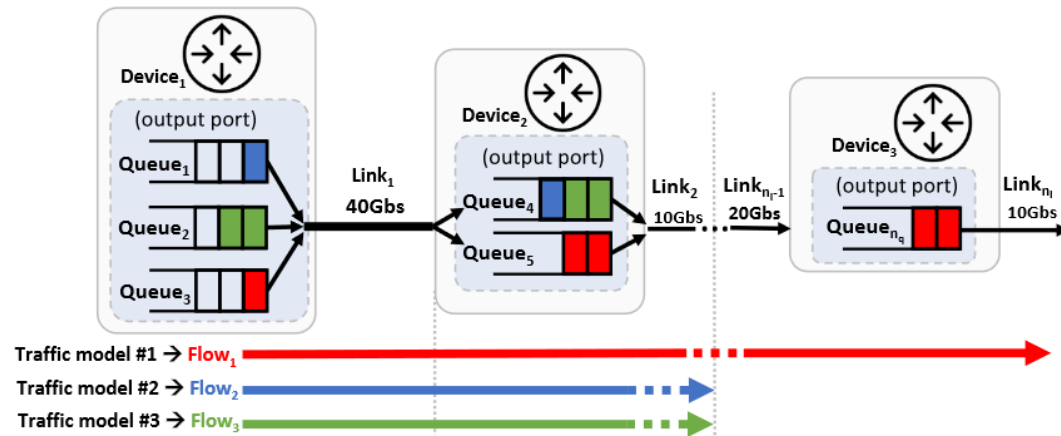 Device₁
(output port)
Queue₁
Queue₂
Queue₃
Link₁
40Gbs
Device₂
(output port)
Queue₄
Queue₅
Link₂
10Gbs
Linkₙₗ₋₁
20Gbs
Device₃
(output port)
Queueₙq
Linkₙₗ
10Gbs
Traffic model #1 → Flow₁
Traffic model #2 → Flow₂
Traffic model #3 → Flow₃